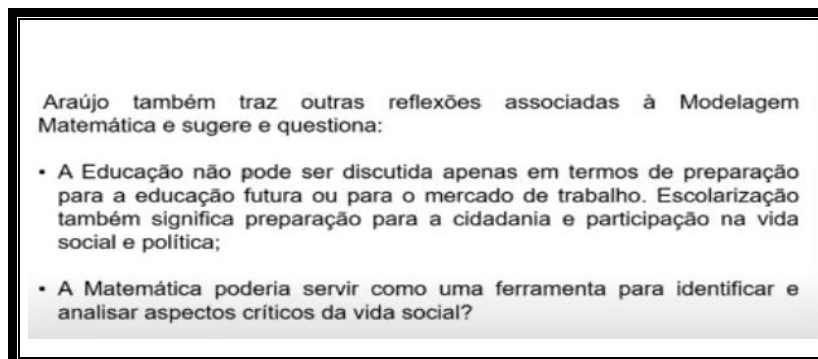 Araújo também traz outras reflexões associadas à Modelagem
Matemática e sugere e questiona:
• A Educação não pode ser discutida apenas em termos de preparação
para a educação futura ou para o mercado de trabalho. Escolarização
também significa preparação para a cidadania e participação na vida
social e política;
• A Matemática poderia servir como uma ferramenta para identificar e
analisar aspectos críticos da vida social?